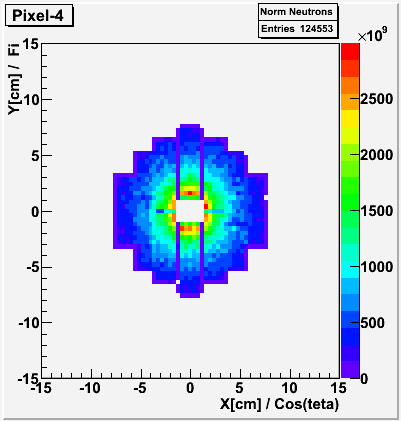 Pixel-4
Norm Neutrons
Entries 124553
×10⁹
Y[cm] / Fi
15
10
5
0
-5
-10
-15
-15 -10 -5 0 5 10 15
X[cm] / Cos(teta)
2500
2000
1500
1000
500
0